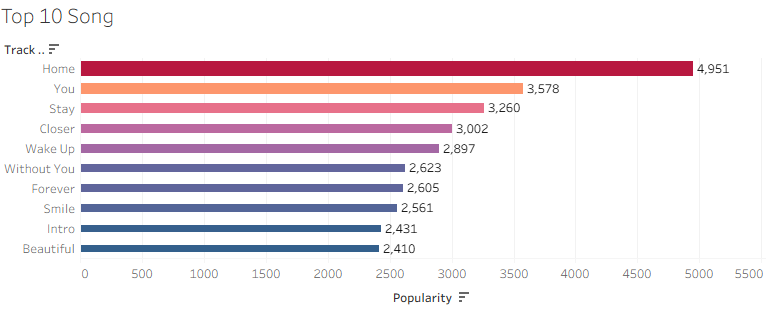 Top 10 Song
Track ..
Home 4,951
You 3,578
Stay 3,260
Closer 3,002
Wake Up 2,897
Without You 2,623
Forever 2,605
Smile 2,561
Intro 2,431
Beautiful 2,410
0 500 1000 1500 2000 2500 3000 3500 4000 4500 5000 5500
Popularity